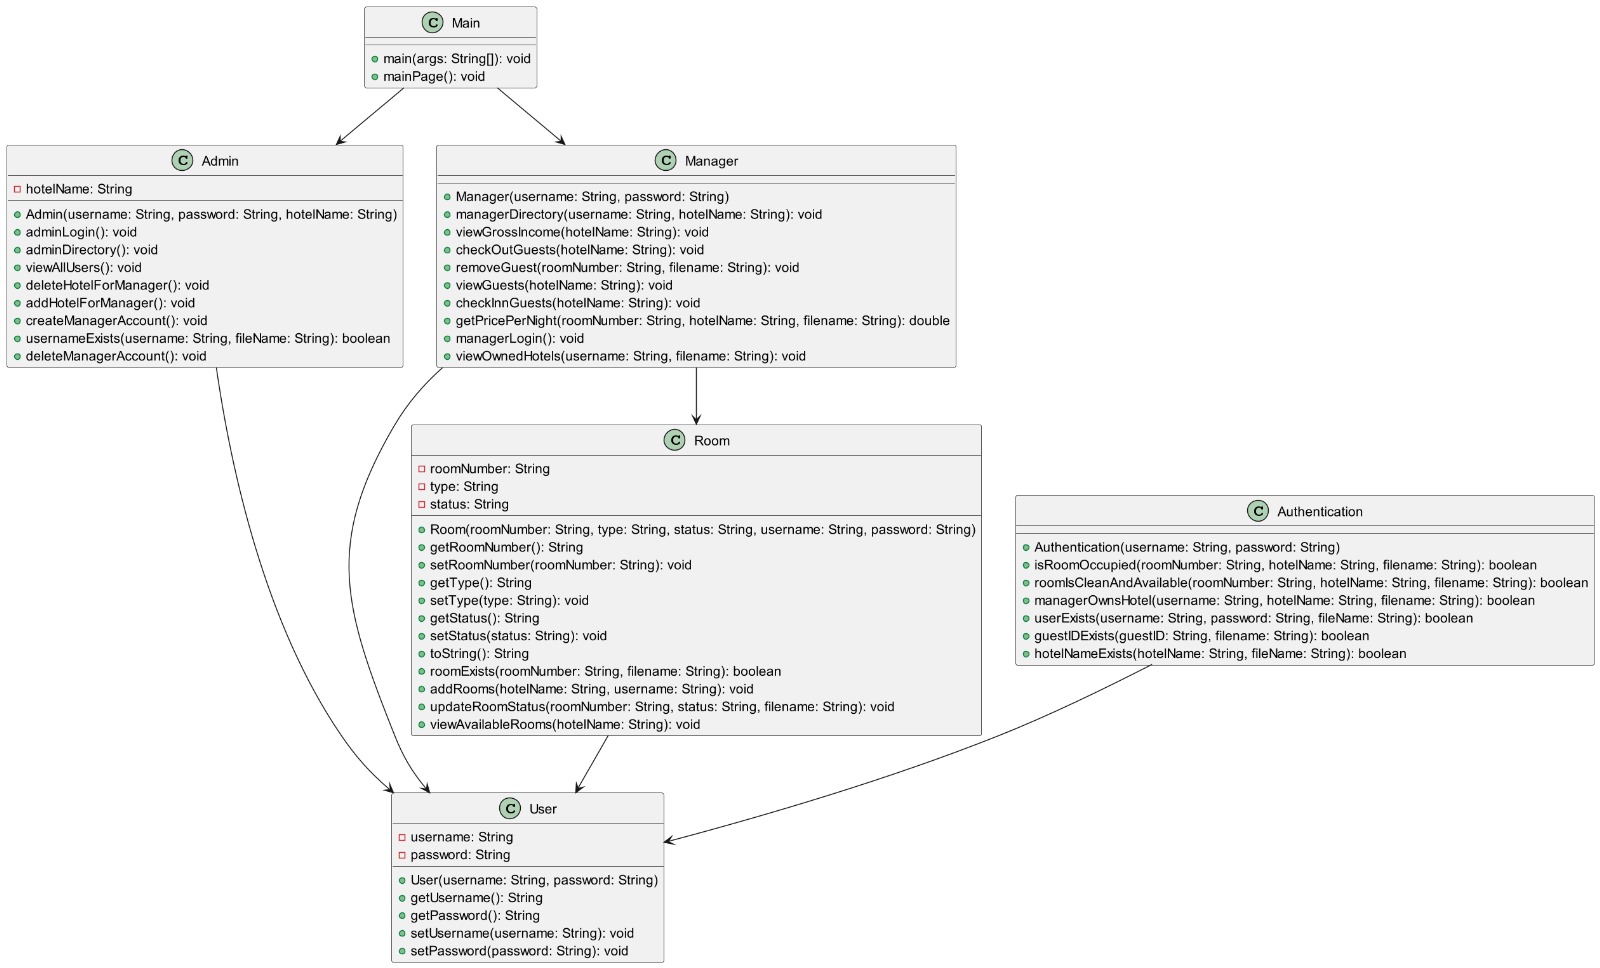 C Main
main(args: String[]): void
mainPage(): void
C Admin
hotelName: String
Admin(username: String, password: String, hotelName: String)
adminLogin(): void
adminDirectory(): void
viewAllUsers(): void
deleteHotelForManager(): void
addHotelForManager(): void
createManagerAccount(): void
usernameExists(username: String, fileName: String): boolean
deleteManagerAccount(): void
C Manager
Manager(username: String, password: String)
managerDirectory(username: String, hotelName: String): void
viewGrossIncome(hotelName: String): void
checkOutGuests(hotelName: String): void
removeGuest(roomNumber: String, filename: String): void
viewGuests(hotelName: String): void
checkInnGuests(hotelName: String): void
getPricePerNight(roomNumber: String, hotelName: String, filename: String): double
managerLogin(): void
viewOwnedHotels(username: String, filename: String): void
C Room
roomNumber: String
type: String
status: String
Room(roomNumber: String, type: String, status: String, username: String, password: String)
getRoomNumber(): String
setRoomNumber(roomNumber: String): void
getType(): String
setType(type: String): void
getStatus(): String
setStatus(status: String): void
toString(): String
roomExists(roomNumber: String, filename: String): boolean
addRooms(hotelName: String, username: String): void
updateRoomStatus(roomNumber: String, status: String, filename: String): void
viewAvailableRooms(hotelName: String): void
C Authentication
Authentication(username: String, password: String)
isRoomOccupied(roomNumber: String, hotelName: String, filename: String): boolean
roomIsCleanAndAvailable(roomNumber: String, hotelName: String, filename: String): boolean
managerOwnsHotel(username: String, hotelName: String, filename: String): boolean
userExists(username: String, password: String, fileName: String): boolean
guestIDExists(guestID: String, filename: String): boolean
hotelNameExists(hotelName: String, fileName: String): boolean
C User
username: String
password: String
User(username: String, password: String)
getUsername(): String
getPassword(): String
setUsername(username: String): void
setPassword(password: String): void